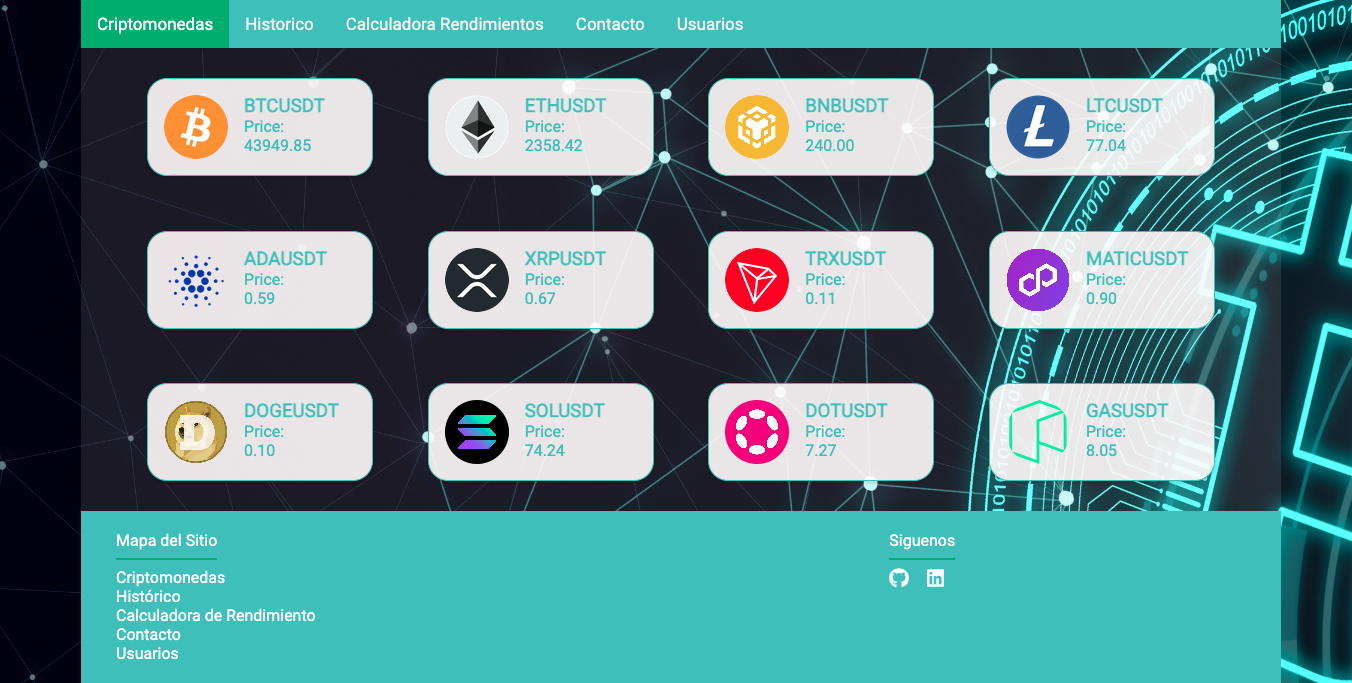 Criptomonedas Historico Calculadora Rendimientos Contacto Usuarios
BTCUSDT
Price:
43949.85
ETHUSDT
Price:
2358.42
BNBUSDT
Price:
240.00
LTCUSDT
Price:
77.04
ADAUSDT
Price:
0.59
XRPUSDT
Price:
0.67
TRXUSDT
Price:
0.11
MATICUSDT
Price:
0.90
DOGEUSDT
Price:
0.10
SOLUSDT
Price:
74.24
DOTUSDT
Price:
7.27
GASUSDT
Price:
8.05
Mapa del Sitio
Criptomonedas
Histórico
Calculadora de Rendimiento
Contacto
Usuarios
Siguenos